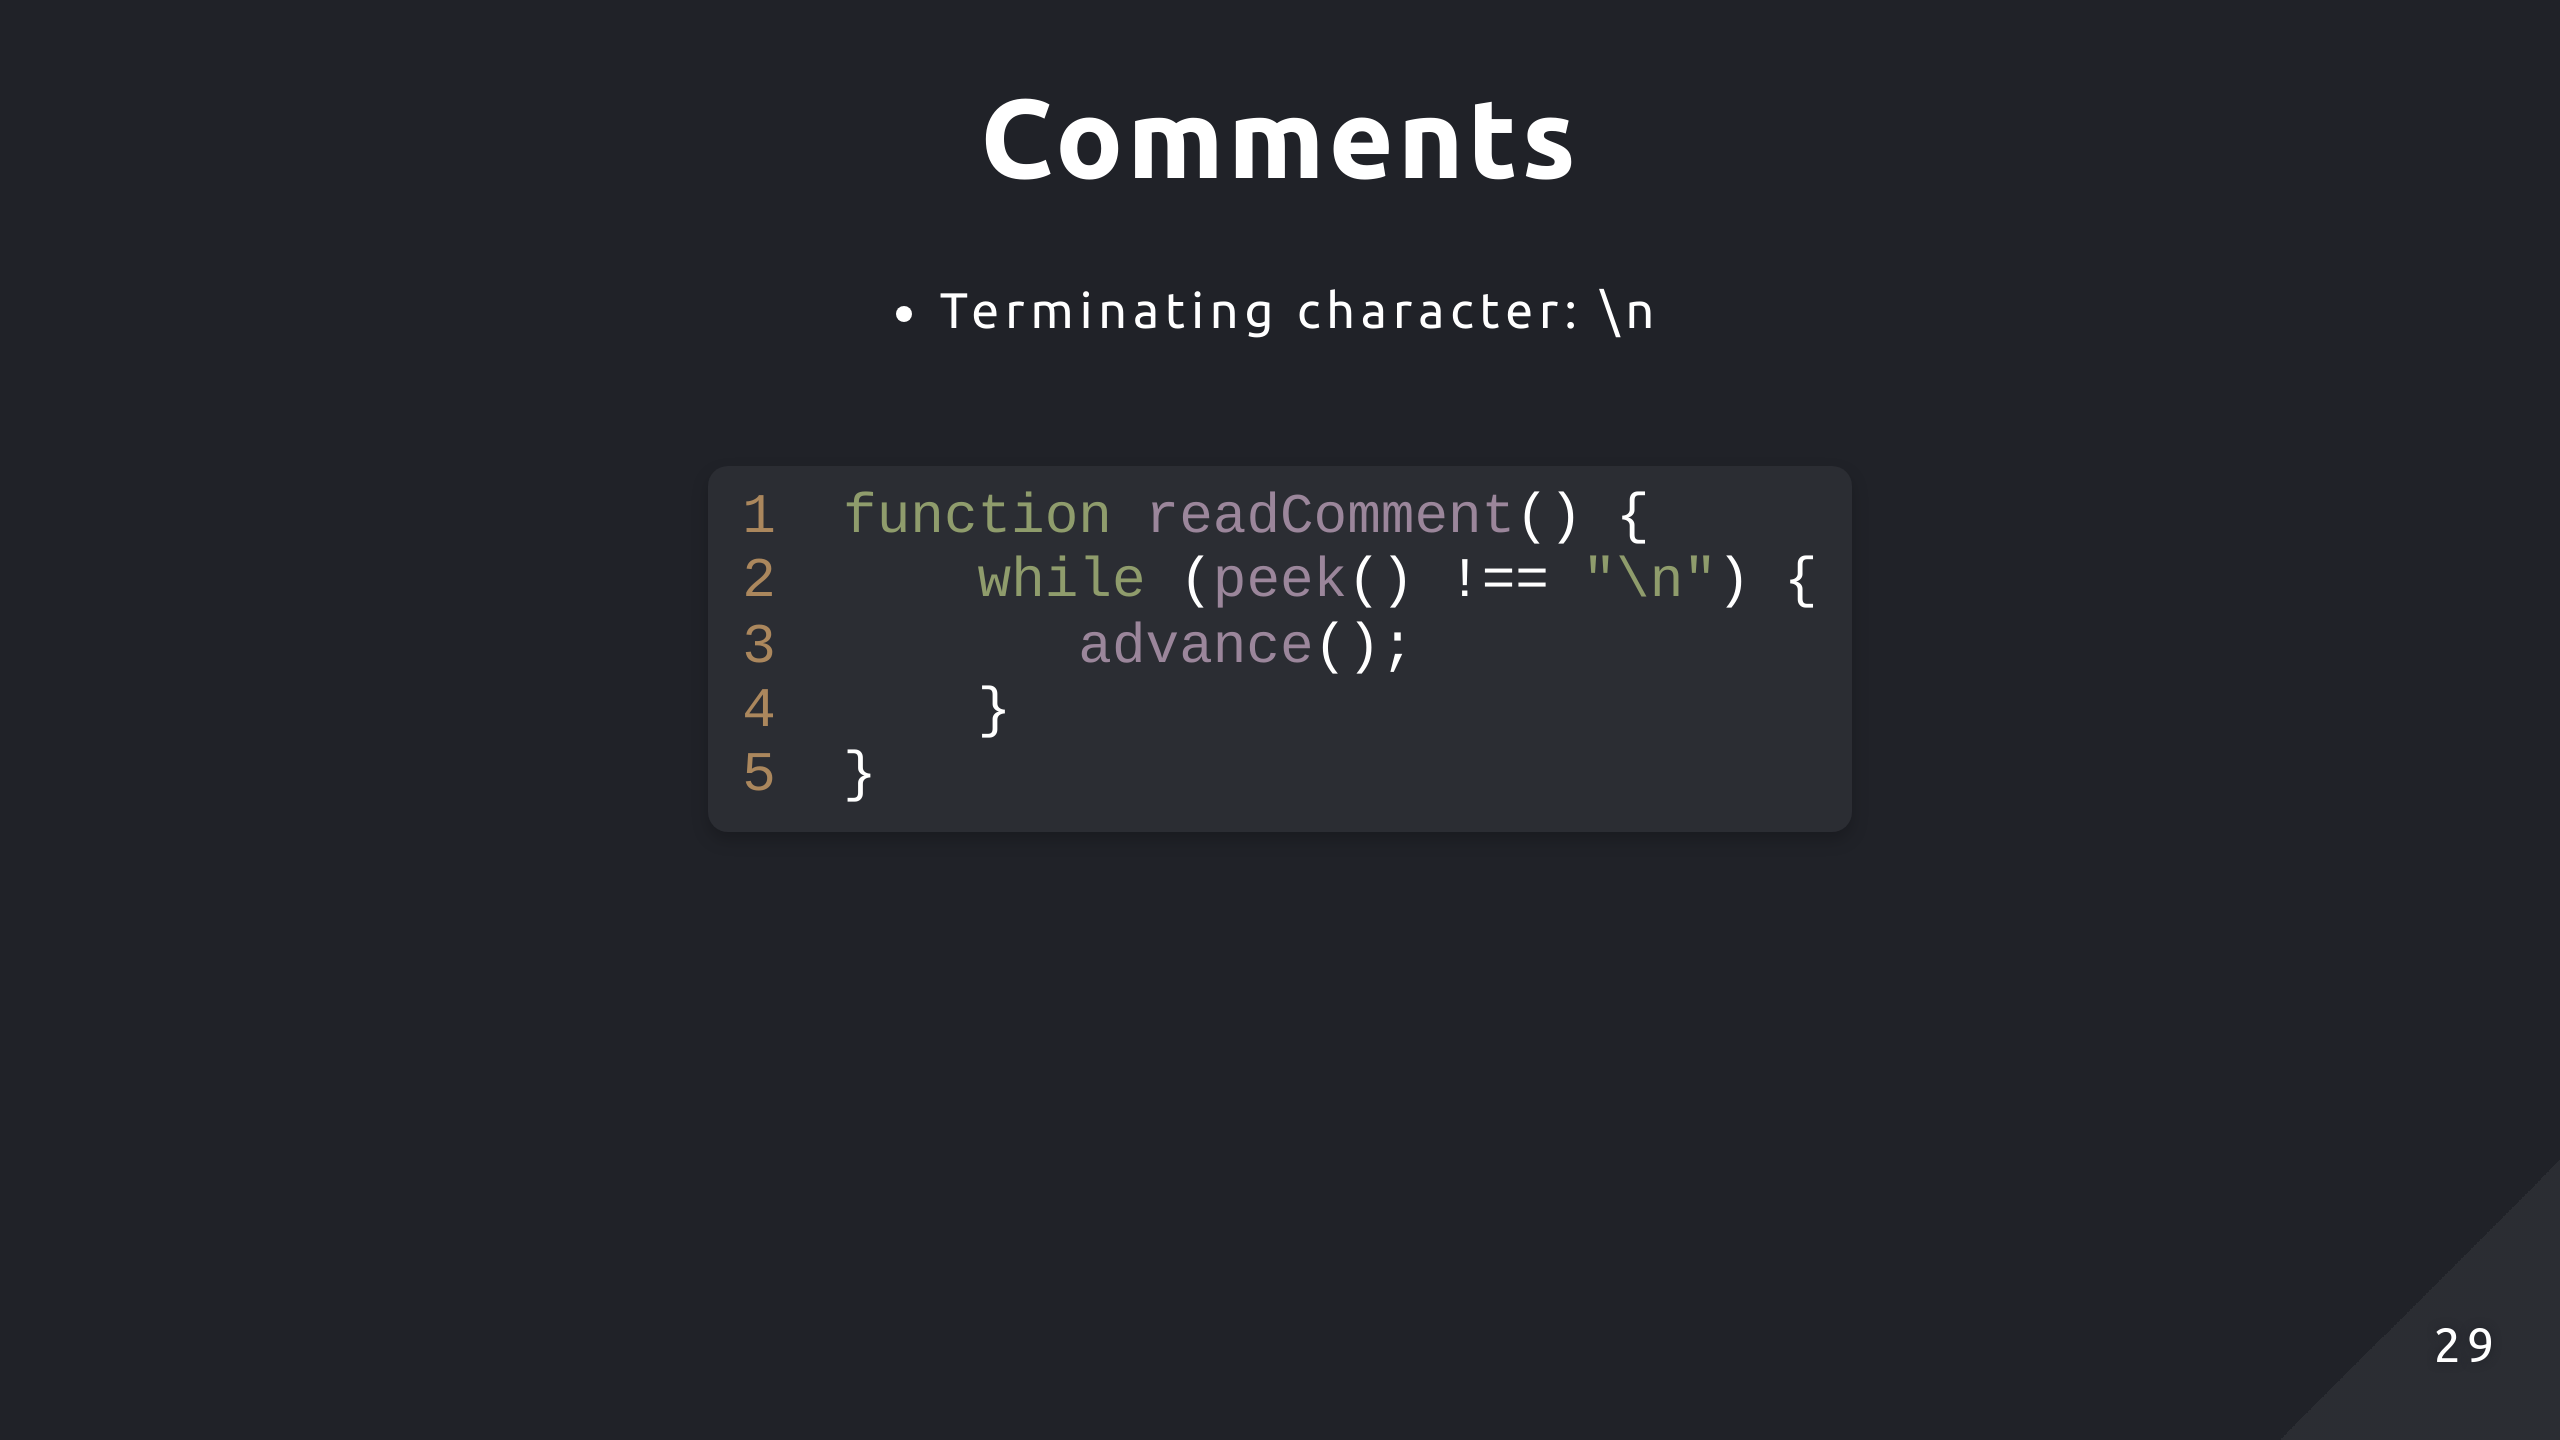 Comments
• Terminating character: \n
1  function readComment() {
2      while (peek() !== "\n") {
3         advance();
4      }
5  }
29